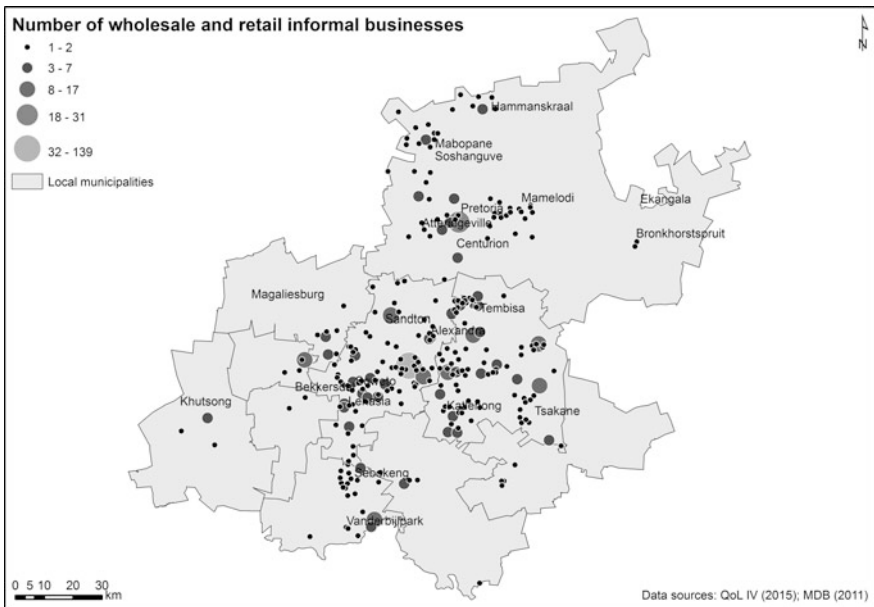 Number of wholesale and retail informal businesses
N
1 - 2
3 - 7
8 - 17
18 - 31
32 - 139
Local municipalities
Hammanskraal
Mabopane
Soshanguve
Mamelodi
Ekangala
Pretoria
Atteridgeville
Bronkhorstspruit
Centurion
Magaliesburg
Tembisa
Sandton
Alexandra
Bekkersdal
Soweto
Khutsong
Lenasia
Katlehong
Tsakane
Sebokeng
Vanderbijlpark
0 5 10 20 30
km
Data sources: QoL IV (2015); MDB (2011)